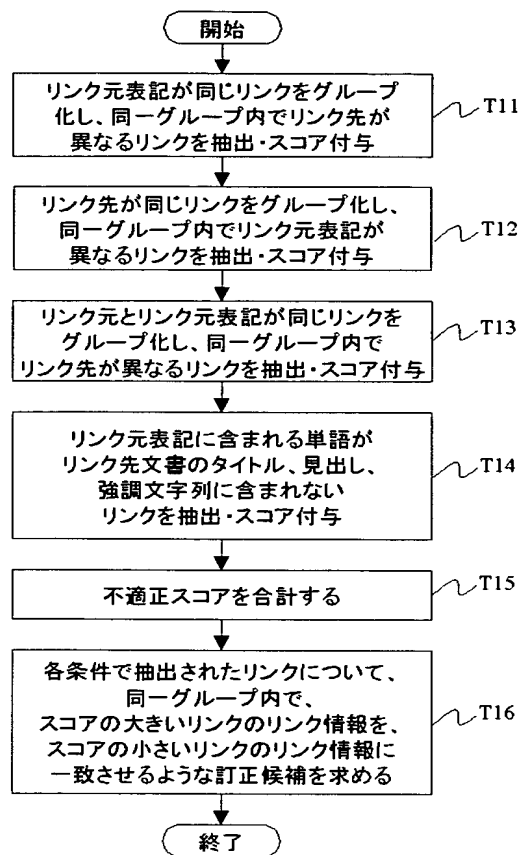 開始
リンク元表記が同じリンクをグループ
化し、同一グループ内でリンク先が
異なるリンクを抽出・スコア付与
T11
リンク先が同じリンクをグループ化し、
同一グループ内でリンク元表記が
異なるリンクを抽出・スコア付与
T12
リンク元とリンク元表記が同じリンクを
グループ化し、同一グループ内で
リンク先が異なるリンクを抽出・スコア付与
T13
リンク元表記に含まれる単語が
リンク先文書のタイトル、見出し、
強調文字列に含まれない
リンクを抽出・スコア付与
T14
不適正スコアを合計する
T15
各条件で抽出されたリンクについて、
同一グループ内で、
スコアの大きいリンクのリンク情報を、
スコアの小さいリンクのリンク情報に
一致させるような訂正候補を求める
T16
終了